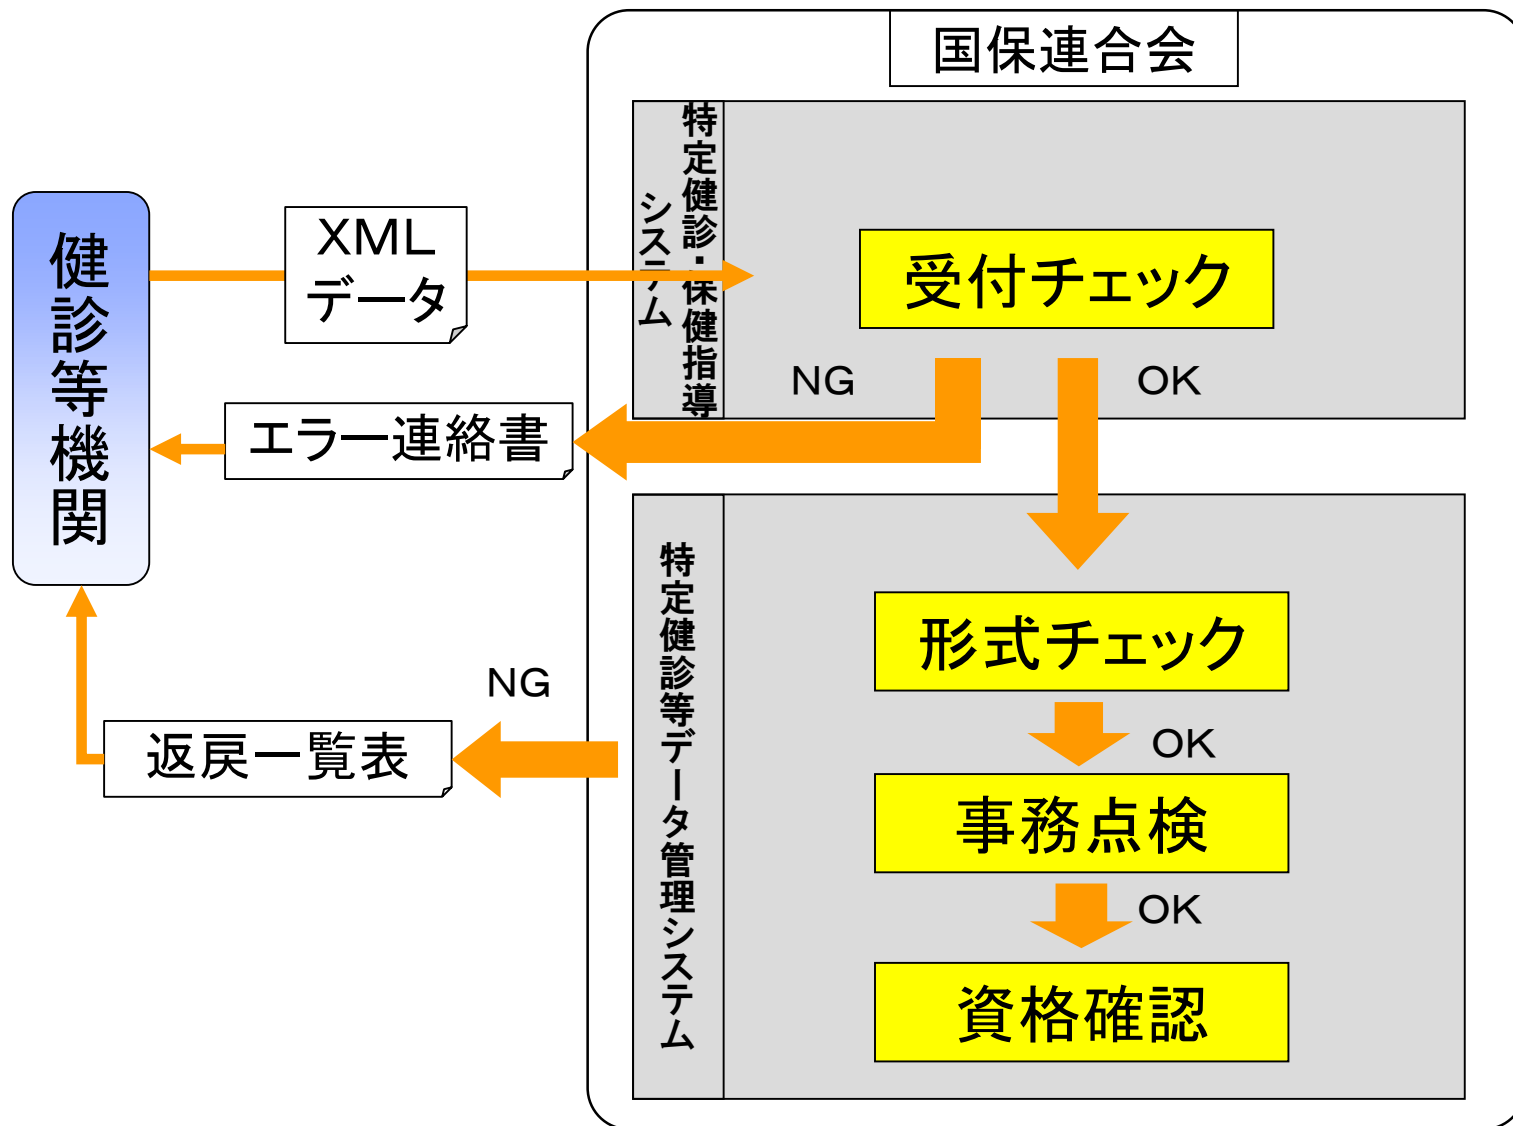 国保連合会
特定健診・保健指導
システム
健診等機関
XML
データ
受付チェック
NG
OK
エラー連絡書
特定健診等データ管理システム
形式チェック
NG
OK
返戻一覧表
事務点検
OK
資格確認